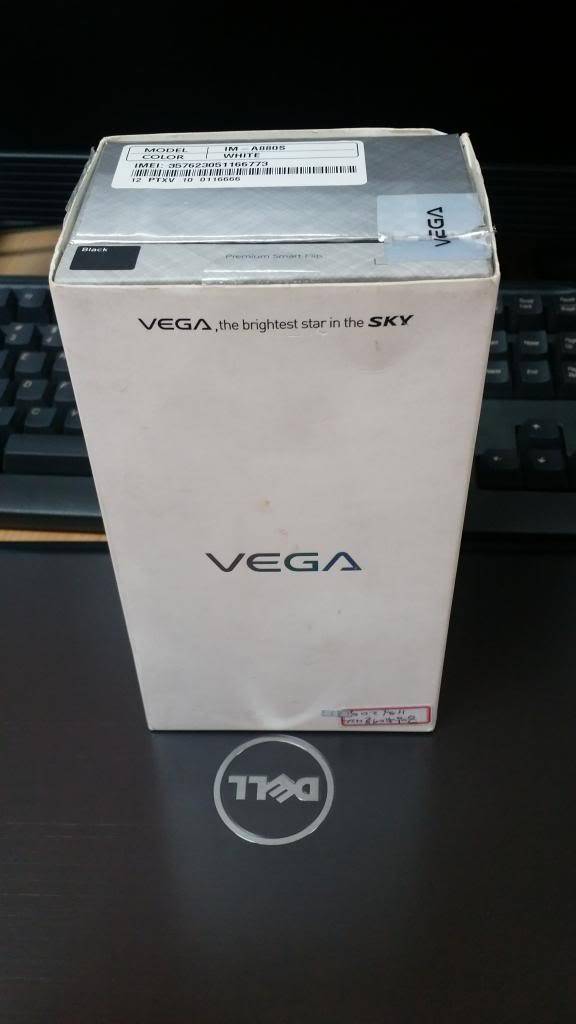 MODEL IM-A880S
COLOR WHITE
IMEI: 357623051166773
12 PTXV 10 0116666
VEGA
Black
Premium Smart Flip
VEGA, the brightest star in the SKY
VEGA
DELL